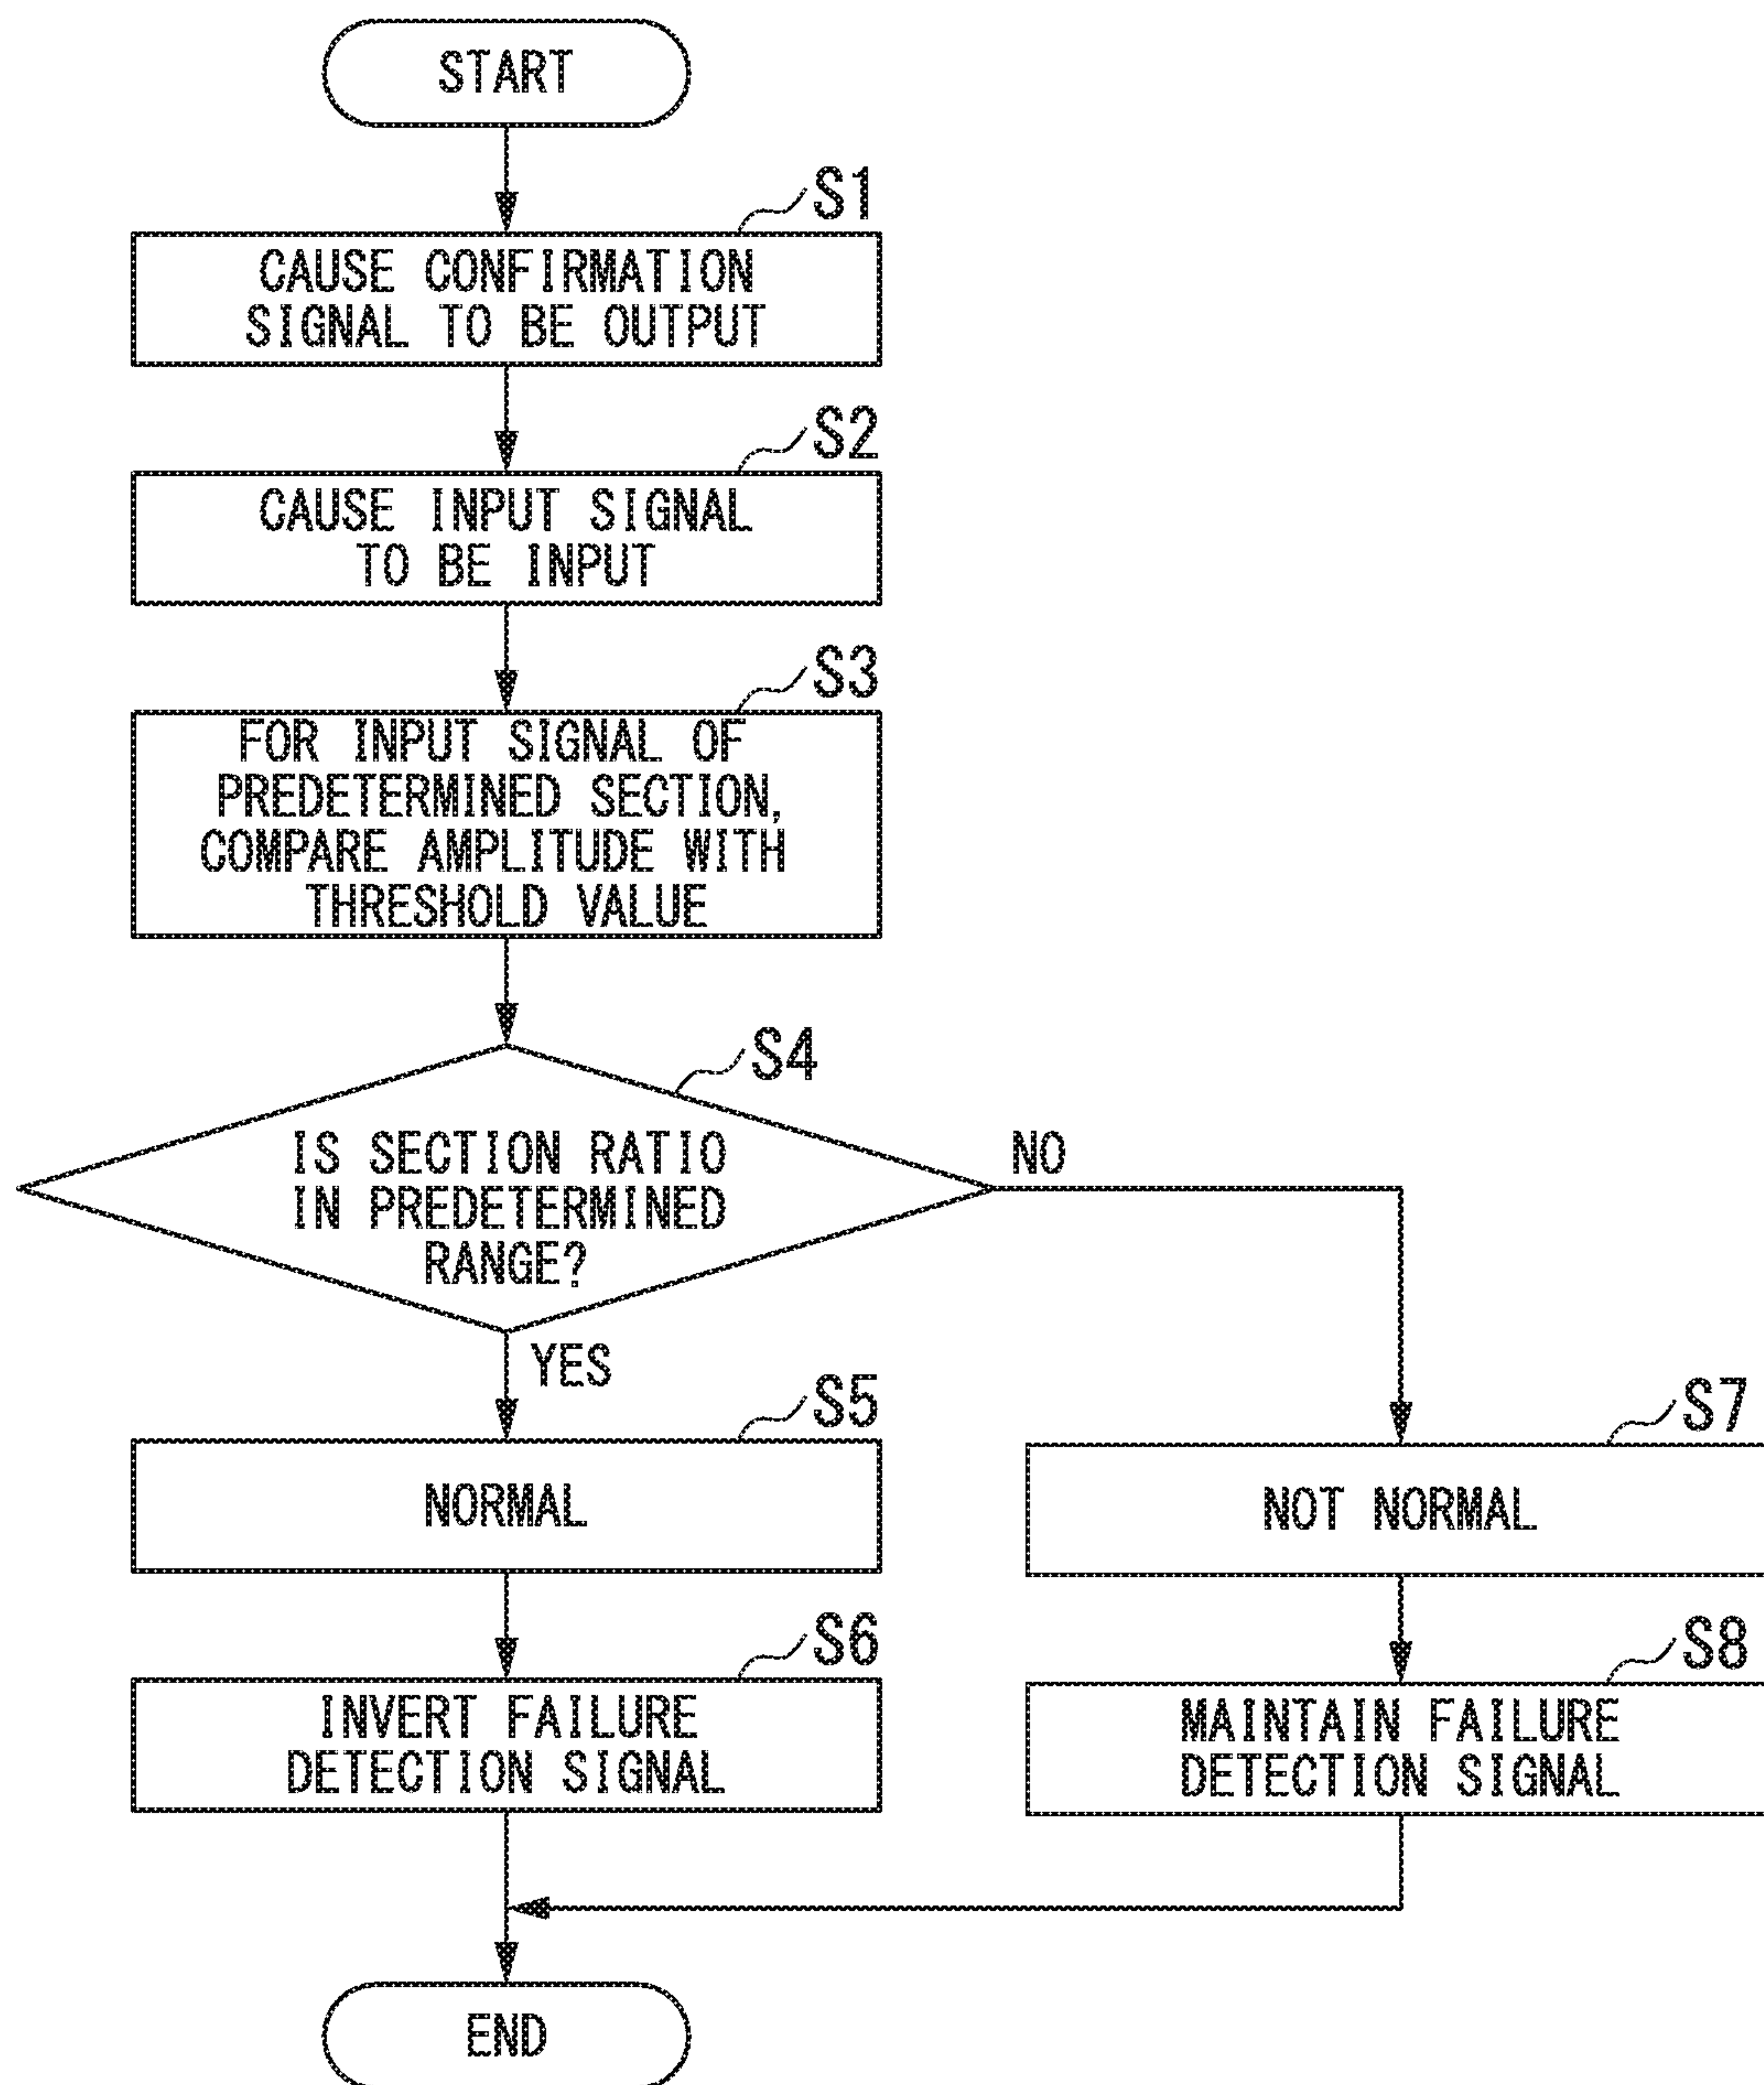 START
S1
CAUSE CONFIRMATION
SIGNAL TO BE OUTPUT
S2
CAUSE INPUT SIGNAL
TO BE INPUT
S3
FOR INPUT SIGNAL OF
PREDETERMINED SECTION,
COMPARE AMPLITUDE WITH
THRESHOLD VALUE
S4
IS SECTION RATIO
IN PREDETERMINED
RANGE?
NO
YES
S5
NORMAL
S7
NOT NORMAL
S6
INVERT FAILURE
DETECTION SIGNAL
S8
MAINTAIN FAILURE
DETECTION SIGNAL
END